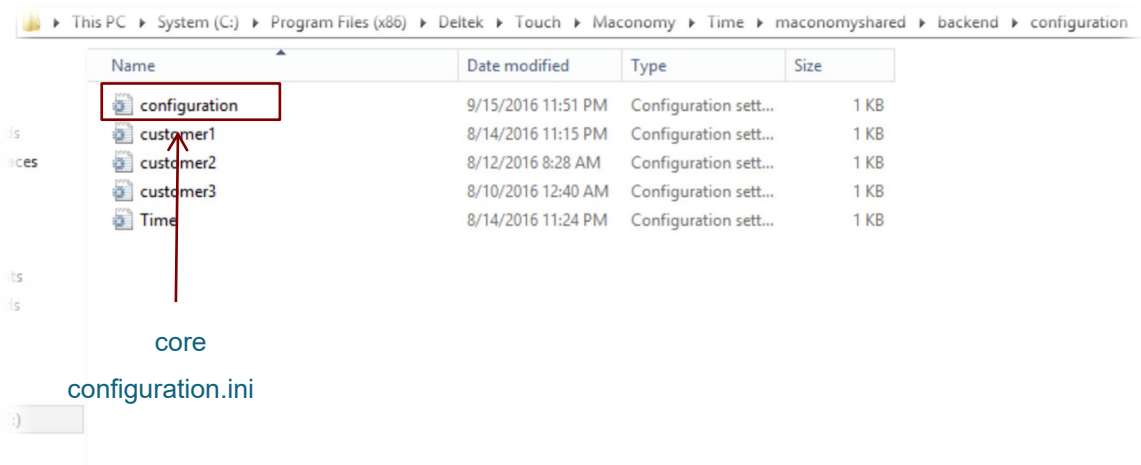 This PC System (C:) Program Files (x86) Deltek Touch Maconomy Time maconomyshared backend configuration
Name Date modified Type Size
configuration 9/15/2016 11:51 PM Configuration sett... 1 KB
customer1 8/14/2016 11:15 PM Configuration sett... 1 KB
customer2 8/12/2016 8:28 AM Configuration sett... 1 KB
customer3 8/10/2016 12:40 AM Configuration sett... 1 KB
Time 8/14/2016 11:24 PM Configuration sett... 1 KB
core
configuration.ini